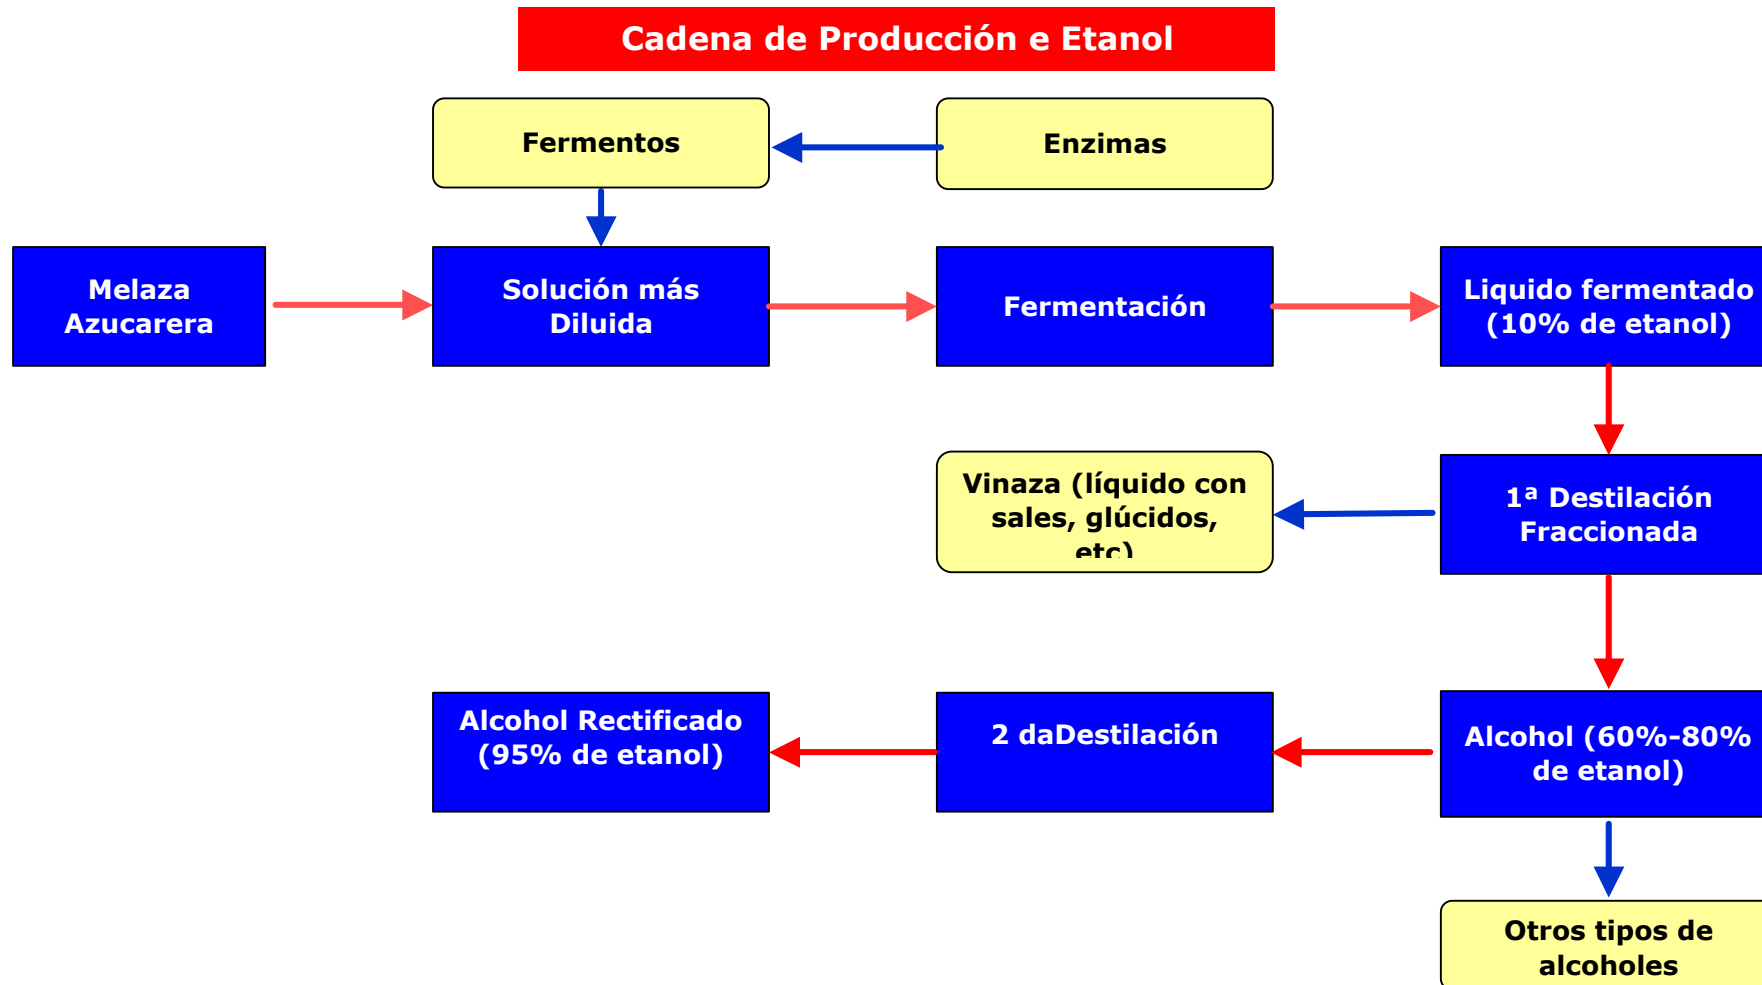 Cadena de Producción e Etanol
Fermentos
Enzimas
Melaza
Azucarera
Solución más
Diluida
Fermentación
Liquido fermentado
(10% de etanol)
Vinaza (líquido con
sales, glúcidos,
etc)
1ª Destilación
Fraccionada
Alcohol Rectificado
(95% de etanol)
2 daDestilación
Alcohol (60%-80%
de etanol)
Otros tipos de
alcoholes